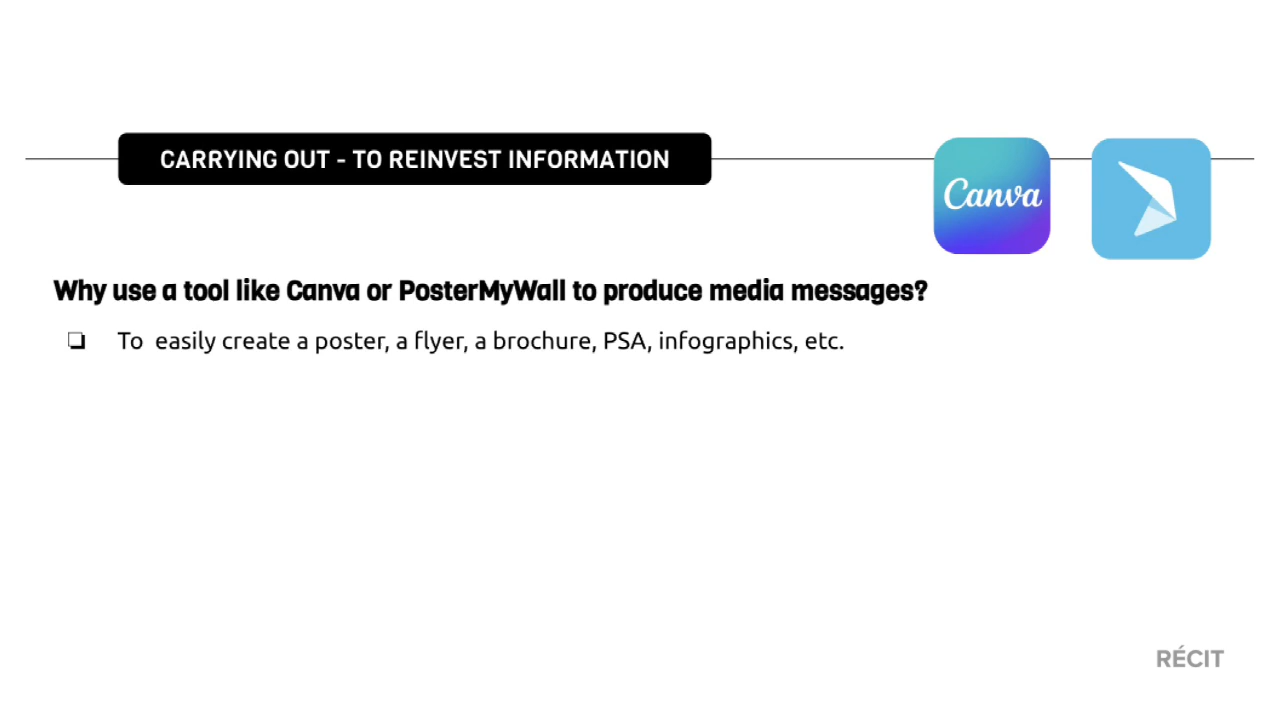 CARRYING OUT - TO REINVEST INFORMATION
Canva
Why use a tool like Canva or PosterMyWall to produce media messages?
❏ To easily create a poster, a flyer, a brochure, PSA, infographics, etc.
RÉCIT